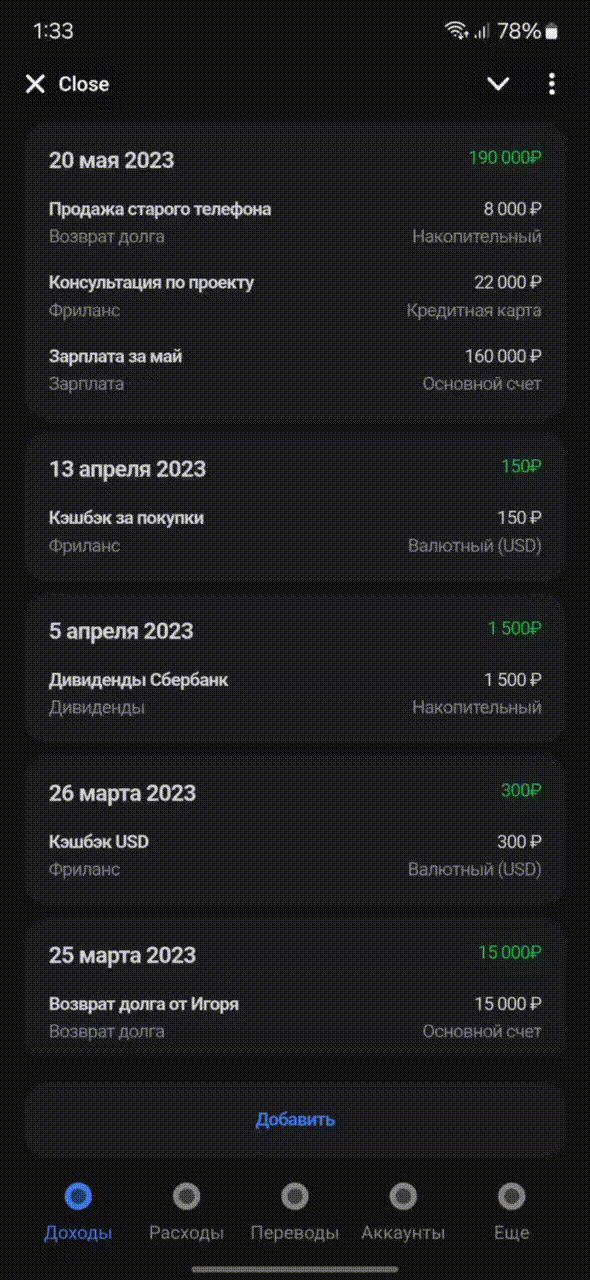 1:33 78%
Close
20 мая 2023 190 000₽
Продажа старого телефона 8 000 ₽
Возврат долга Накопительный
Консультация по проекту 22 000 ₽
Фриланс Кредитная карта
Зарплата за май 160 000 ₽
Зарплата Основной счет
13 апреля 2023 150₽
Кэшбэк за покупки 150 ₽
Фриланс Валютный (USD)
5 апреля 2023 1 500₽
Дивиденды Сбербанк 1 500 ₽
Дивиденды Накопительный
26 марта 2023 300₽
Кэшбэк USD 300 ₽
Фриланс Валютный (USD)
25 марта 2023 15 000₽
Возврат долга от Игоря 15 000 ₽
Возврат долга Основной счет
Добавить
Доходы Расходы Переводы Аккаунты Еще